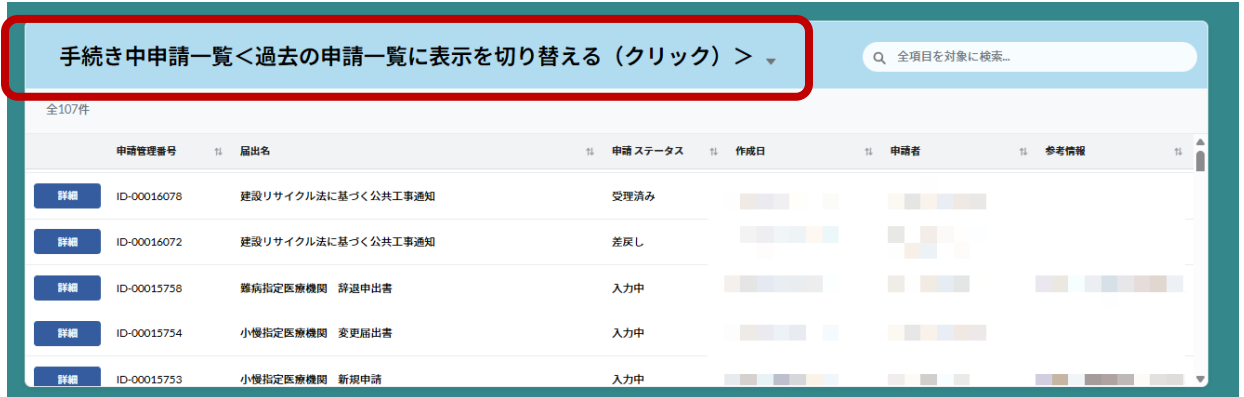 手続き中申請一覧＜過去の申請一覧に表示を切り替える（クリック）＞
全項目を対象に検索...
全107件
申請管理番号 届出名 申請 ステータス 作成日 申請者 参考情報
詳細 ID-00016078 建設リサイクル法に基づく公共工事通知 受理済み
詳細 ID-00016072 建設リサイクル法に基づく公共工事通知 差戻し
詳細 ID-00015758 難病指定医療機関　辞退申出書 入力中
詳細 ID-00015754 小慢指定医療機関　変更届出書 入力中
詳細 ID-00015753 小慢指定医療機関　新規申請 入力中